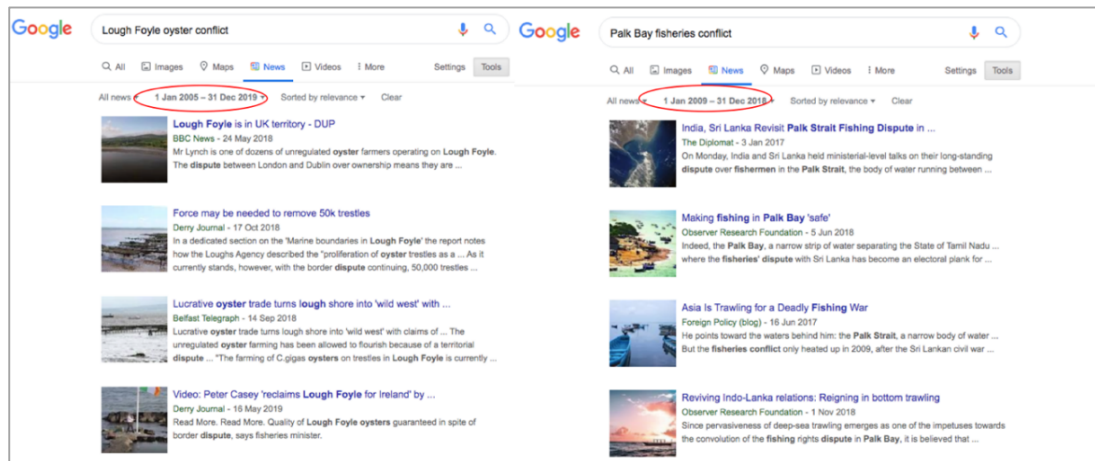 Google
Lough Foyle oyster conflict
All Images Maps News Videos More Settings Tools
All news 1 Jan 2005 – 31 Dec 2019 Sorted by relevance Clear
Lough Foyle is in UK territory - DUP
BBC News - 24 May 2018
Mr Lynch is one of dozens of unregulated oyster farmers operating on Lough Foyle.
The dispute between London and Dublin over ownership means they are ...
Force may be needed to remove 50k trestles
Derry Journal - 17 Oct 2018
In a dedicated section on the 'Marine boundaries in Lough Foyle' the report notes
how the Loughs Agency described the "proliferation of oyster trestles as a ... As it
currently stands, however, with the border dispute continuing, 50,000 trestles ...
Lucrative oyster trade turns lough shore into 'wild west' with ...
Belfast Telegraph - 14 Sep 2018
Lucrative oyster trade turns lough shore into 'wild west' with claims of ... The
unregulated oyster farming has been allowed to flourish because of a territorial
dispute ... "The farming of C.gigas oysters on trestles in Lough Foyle is currently ...
Video: Peter Casey 'reclaims Lough Foyle for Ireland' by ...
Derry Journal - 16 May 2019
Read More. Read More. Quality of Lough Foyle oysters guaranteed in spite of
border dispute, says fisheries minister.
Google
Palk Bay fisheries conflict
All Images News Maps Videos More Settings Tools
All news 1 Jan 2009 – 31 Dec 2018 Sorted by relevance Clear
India, Sri Lanka Revisit Palk Strait Fishing Dispute in ...
The Diplomat - 3 Jan 2017
On Monday, India and Sri Lanka held ministerial-level talks on their long-standing
dispute over fishermen in the Palk Strait, the body of water running between ...
Making fishing in Palk Bay 'safe'
Observer Research Foundation - 5 Jun 2018
Indeed, the Palk Bay, a narrow strip of water separating the State of Tamil Nadu ...
where the fisheries' dispute with Sri Lanka has become an electoral plank for ...
Asia Is Trawling for a Deadly Fishing War
Foreign Policy (blog) - 16 Jun 2017
He points toward the waters behind him: the Palk Strait, a narrow body of water ...
But the fisheries conflict only heated up in 2009, after the Sri Lankan civil war ...
Reviving Indo-Lanka relations: Reigning in bottom trawling
Observer Research Foundation - 1 Nov 2018
Since pervasiveness of deep-sea trawling emerges as one of the impetuses towards
the convolution of the fishing rights dispute in Palk Bay, it is believed that ...